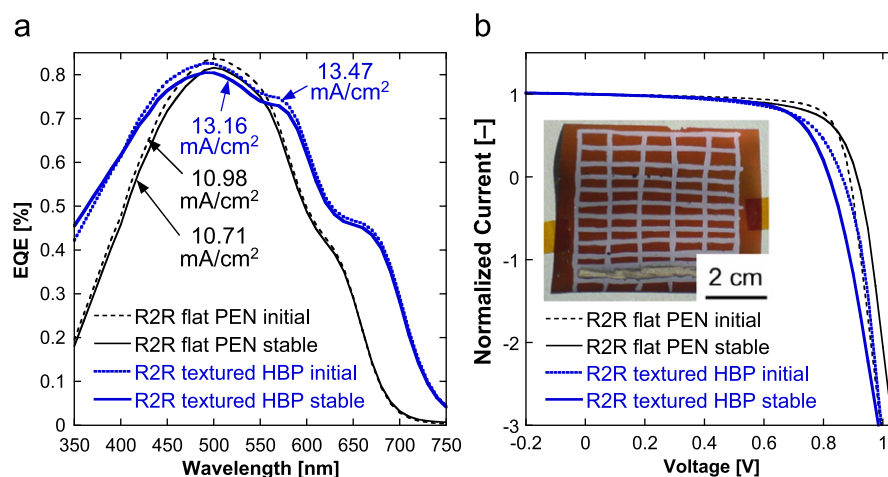 a
0.8
0.7
0.6
0.5
0.4
0.3
0.2
0.1
0
EQE [%]
13.47
mA/cm²
13.16
mA/cm²
10.98
mA/cm²
10.71
mA/cm²
R2R flat PEN initial
R2R flat PEN stable
R2R textured HBP initial
R2R textured HBP stable
350 400 450 500 550 600 650 700 750
Wavelength [nm]
b
1
0
-1
-2
-3
Normalized Current [–]
2 cm
R2R flat PEN initial
R2R flat PEN stable
R2R textured HBP initial
R2R textured HBP stable
-0.2 0 0.2 0.4 0.6 0.8 1
Voltage [V]